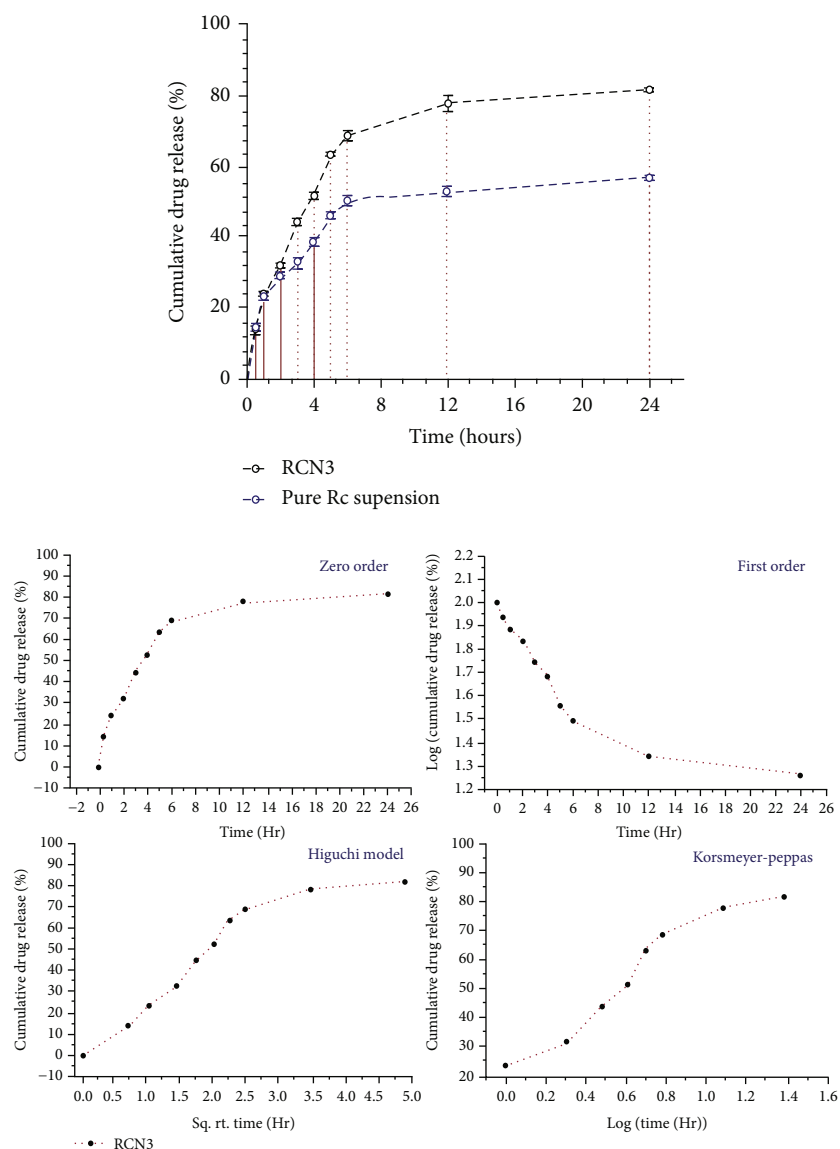 100
80
60
40
20
0
Cumulative drug release (%)
0 4 8 12 16 20 24
Time (hours)
RCN3
Pure Rc supension
Zero order
100
90
80
70
60
50
40
30
20
10
0
−10
Cumulative drug release (%)
−2 0 2 4 6 8 10 12 14 16 18 20 22 24 26
Time (Hr)
First order
2.2
2.1
2.0
1.9
1.8
1.7
1.6
1.5
1.4
1.3
1.2
Log (cumulative drug release (%))
0 2 4 6 8 10 12 14 16 18 20 22 24 26
Time (Hr)
Higuchi model
100
90
80
70
60
50
40
30
20
10
0
−10
Cumulative drug release (%)
0.0 0.5 1.0 1.5 2.0 2.5 3.0 3.5 4.0 4.5 5.0
Sq. rt. time (Hr)
Korsmeyer-peppas
100
90
80
70
60
50
40
30
20
Cumulative drug release (%)
0.0 0.2 0.4 0.6 0.8 1.0 1.2 1.4 1.6
Log (time (Hr))
RCN3